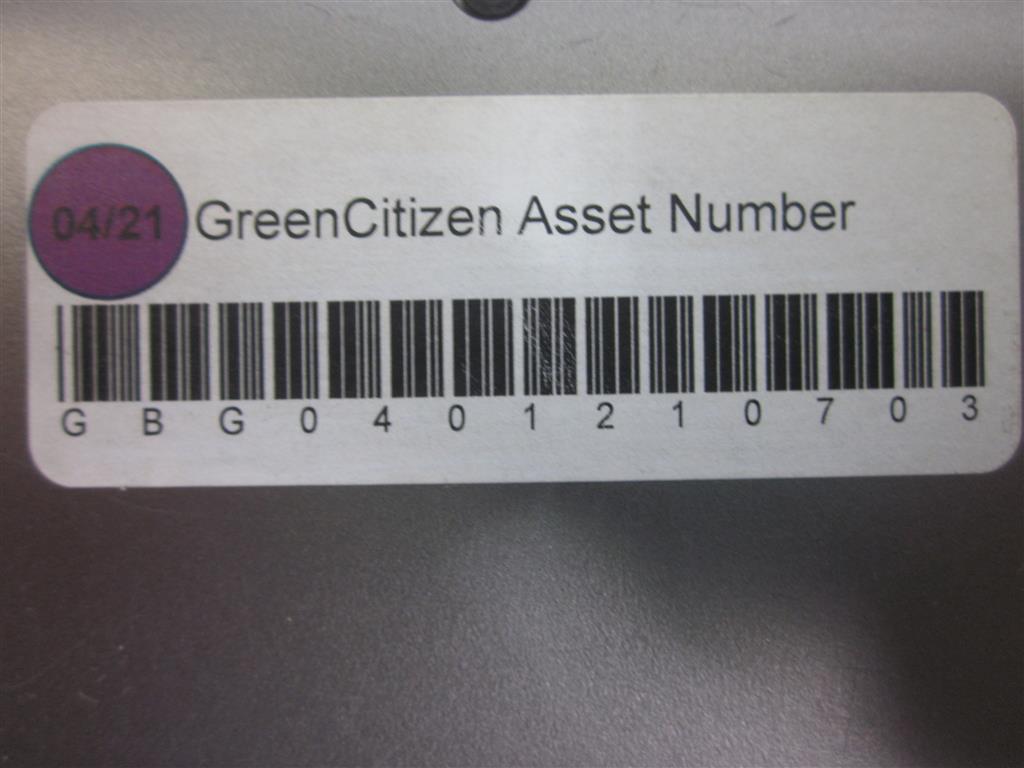 04/21 GreenCitizen Asset Number
G B G 0 4 0 1 2 1 0 7 0 3